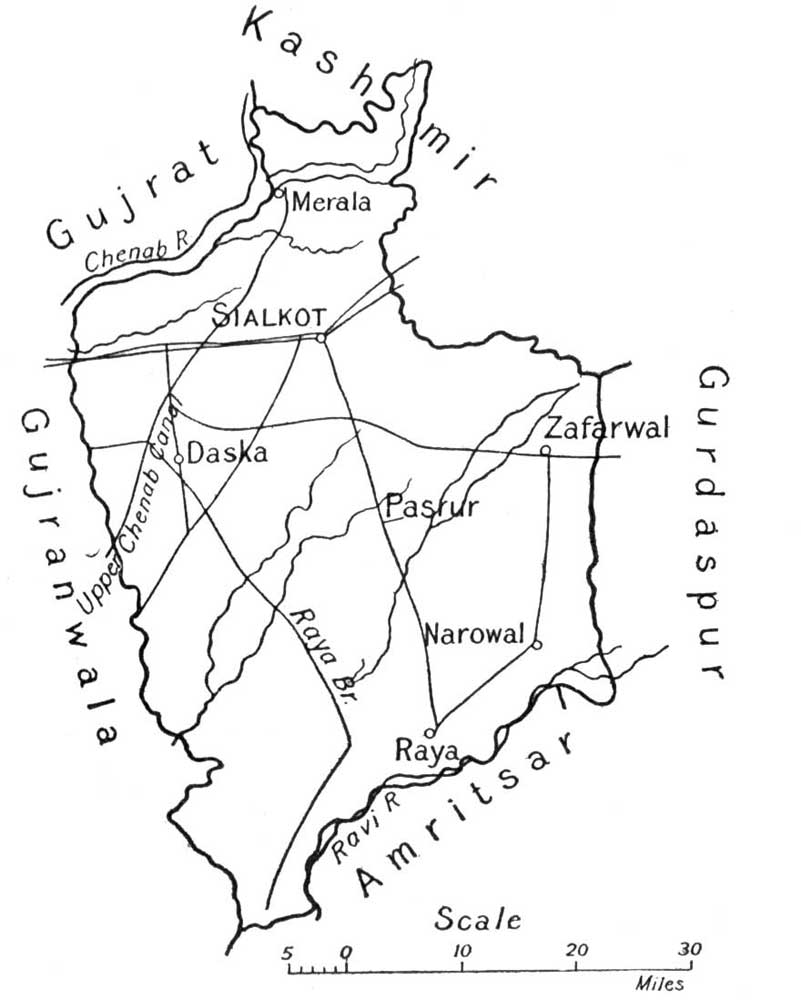 Kashmir
Gujrat
Merala
Chenab R.
SIALKOT
Zafarwal
Daska
Upper Chenab Canal
Pasrur
Gujranwala
Gurdaspur
Raya Br.
Narowal
Raya
Ravi R
Amritsar
Scale
5 0 10 20 30
Miles